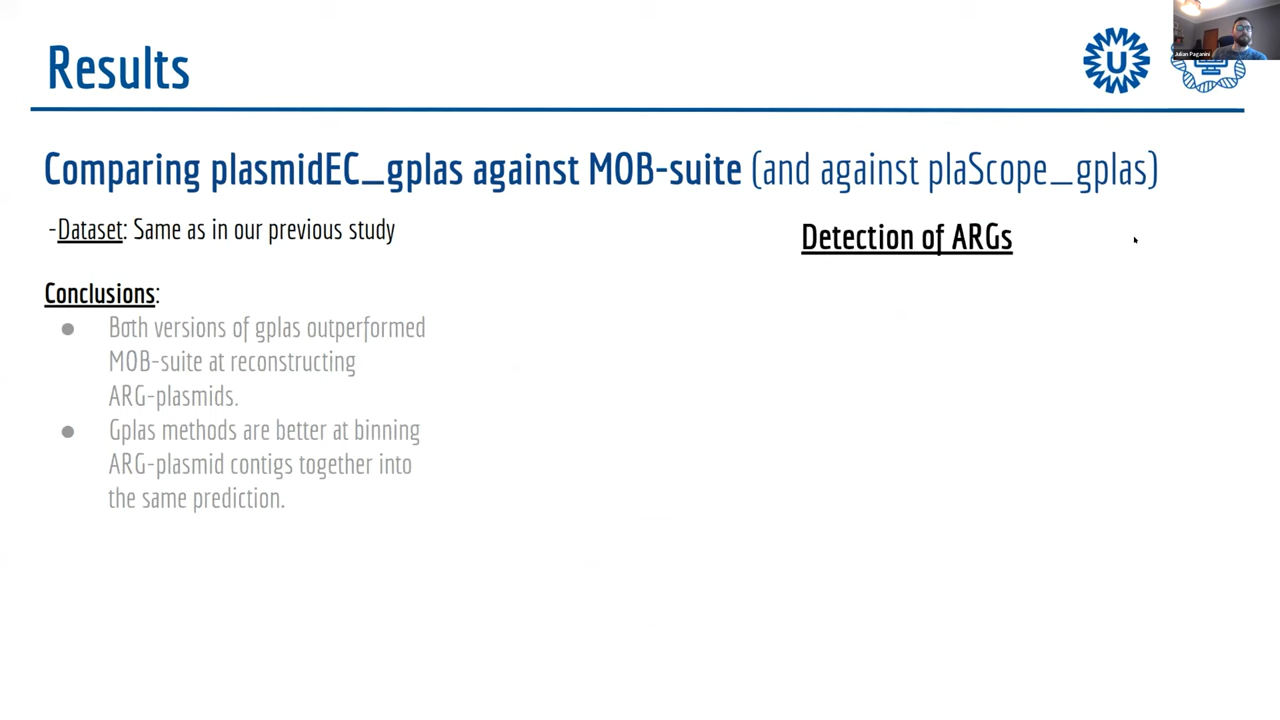 Results
Julian Paganini
U
Comparing plasmidEC_gplas against MOB-suite (and against plaScope_gplas)
-Dataset: Same as in our previous study
Conclusions:
● Both versions of gplas outperformed
MOB-suite at reconstructing
ARG-plasmids.
● Gplas methods are better at binning
ARG-plasmid contigs together into
the same prediction.
Detection of ARGs